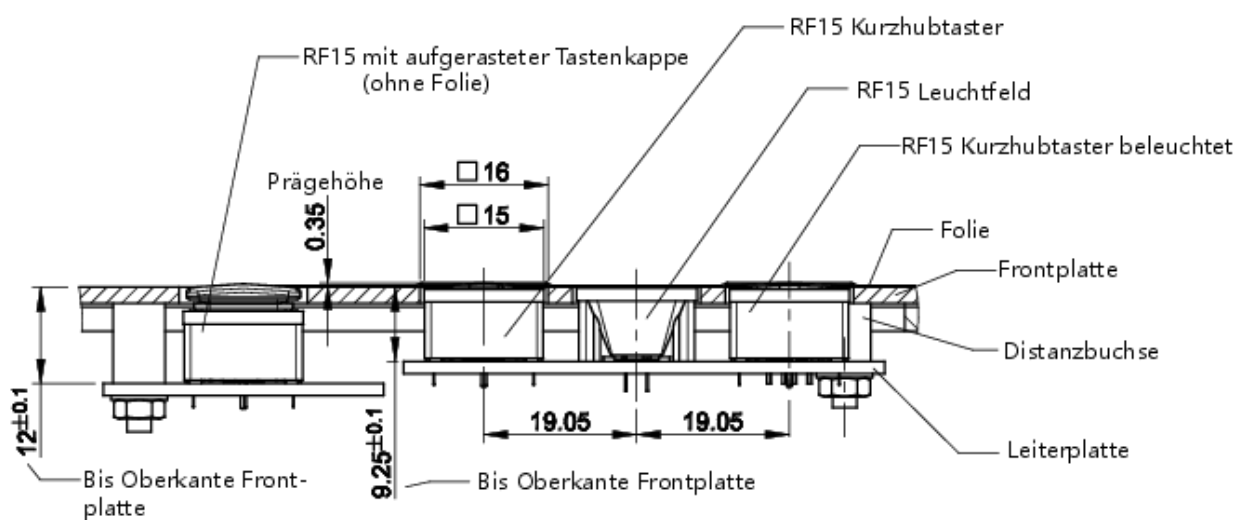 RF15 Kurzhubtaster
RF15 mit aufgerasteter Tastenkappe
(ohne Folie)
RF15 Leuchtfeld
RF15 Kurzhubtaster beleuchtet
Prägehöhe
□ 16
□ 15
0.35
Folie
Frontplatte
Distanzbuchse
19.05
19.05
12±0.1
9.25±0.1
Leiterplatte
Bis Oberkante Front-
platte
Bis Oberkante Frontplatte